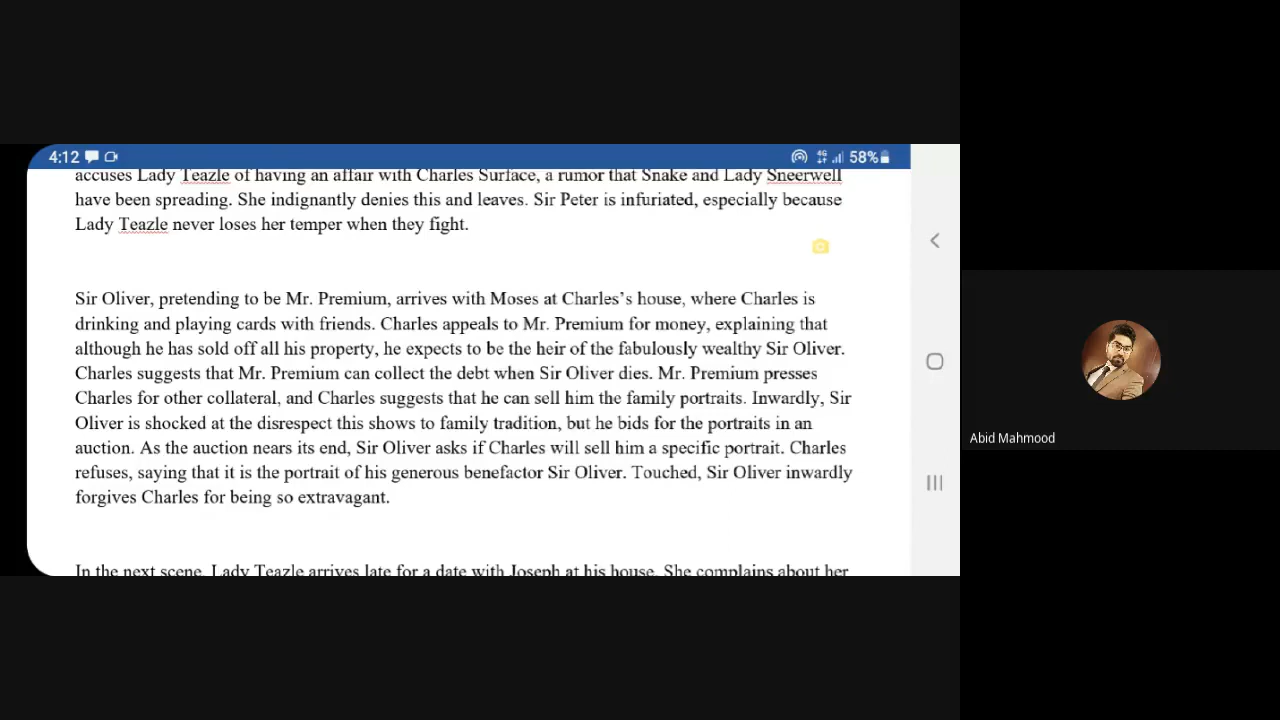 4:12
4G
58%
accuses Lady Teazle of having an affair with Charles Surface, a rumor that Snake and Lady Sneerwell
have been spreading. She indignantly denies this and leaves. Sir Peter is infuriated, especially because
Lady Teazle never loses her temper when they fight.
Sir Oliver, pretending to be Mr. Premium, arrives with Moses at Charles’s house, where Charles is
drinking and playing cards with friends. Charles appeals to Mr. Premium for money, explaining that
although he has sold off all his property, he expects to be the heir of the fabulously wealthy Sir Oliver.
Charles suggests that Mr. Premium can collect the debt when Sir Oliver dies. Mr. Premium presses
Charles for other collateral, and Charles suggests that he can sell him the family portraits. Inwardly, Sir
Oliver is shocked at the disrespect this shows to family tradition, but he bids for the portraits in an
auction. As the auction nears its end, Sir Oliver asks if Charles will sell him a specific portrait. Charles
refuses, saying that it is the portrait of his generous benefactor Sir Oliver. Touched, Sir Oliver inwardly
forgives Charles for being so extravagant.
In the next scene, Lady Teazle arrives late for a date with Joseph at his house. She complains about her
Abid Mahmood